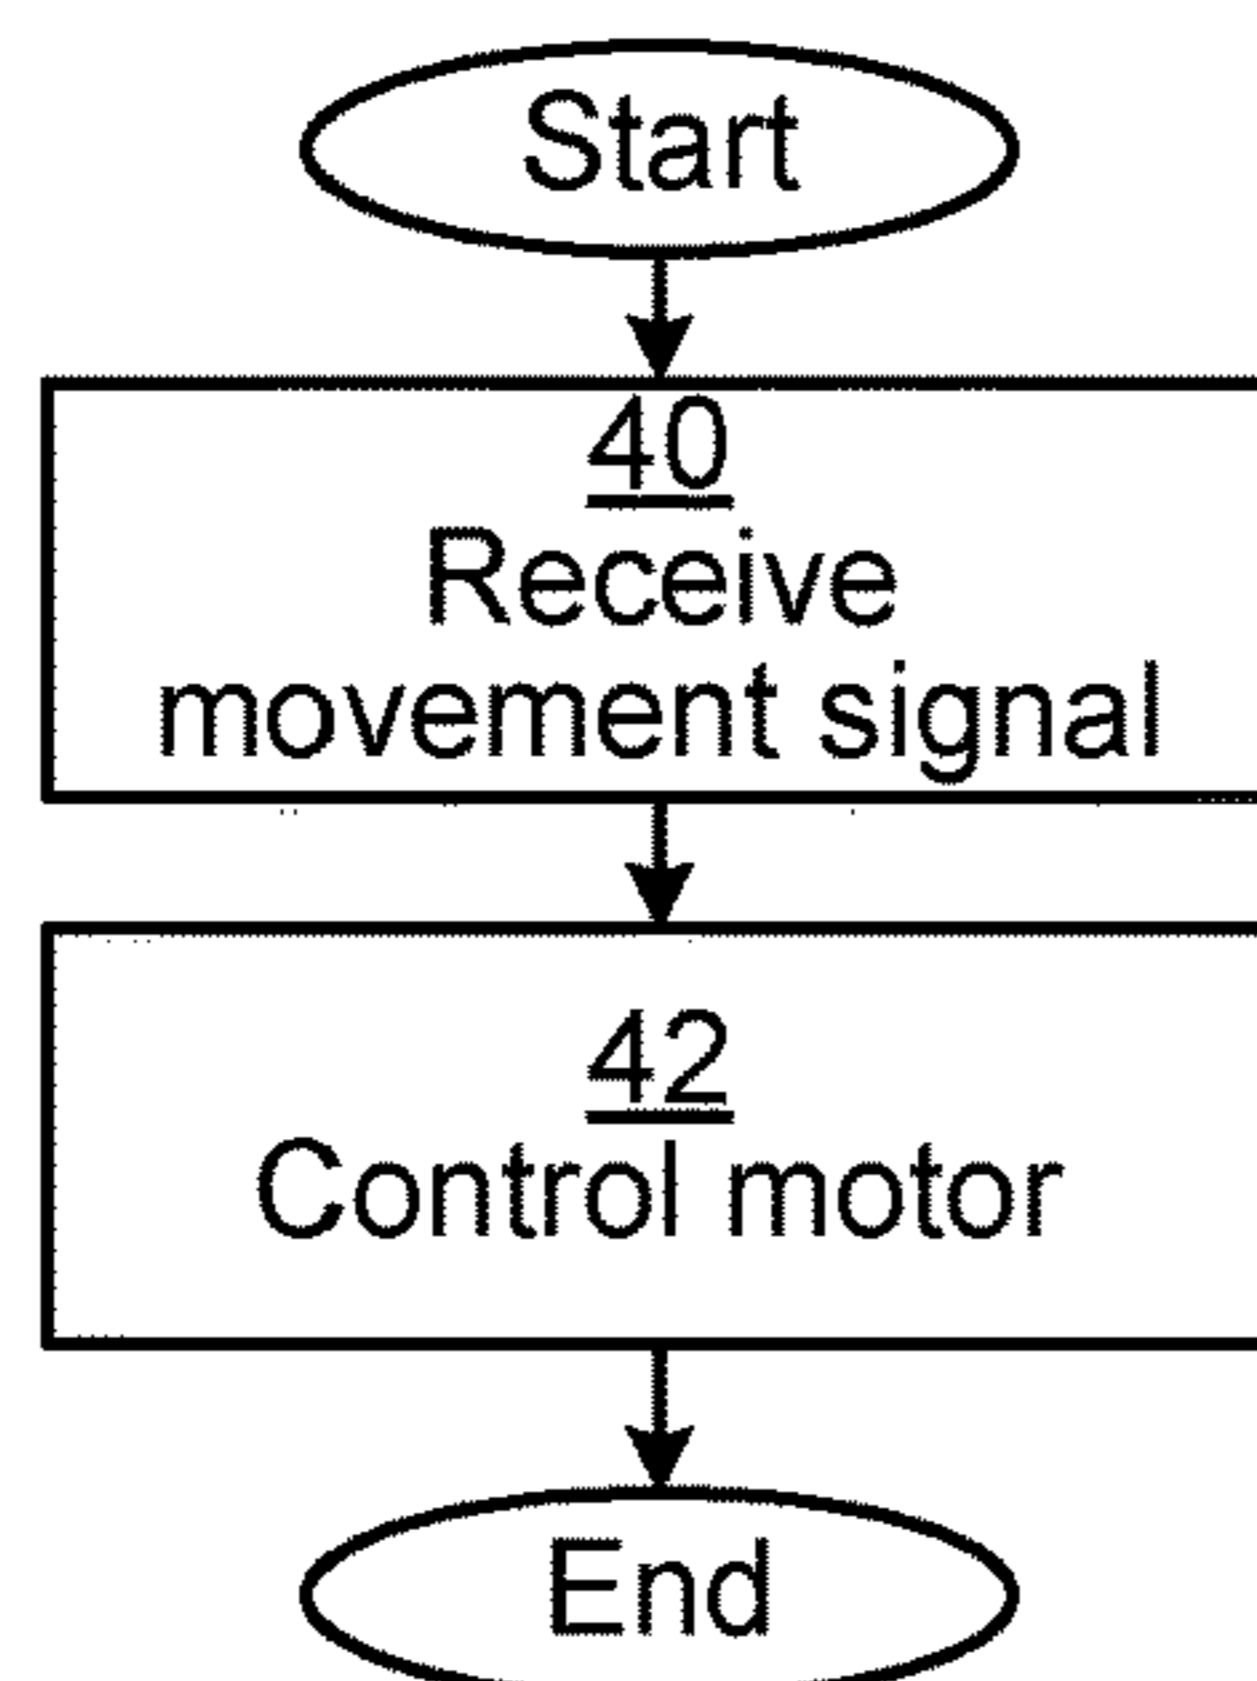 Start
40
Receive
movement signal
42
Control motor
End